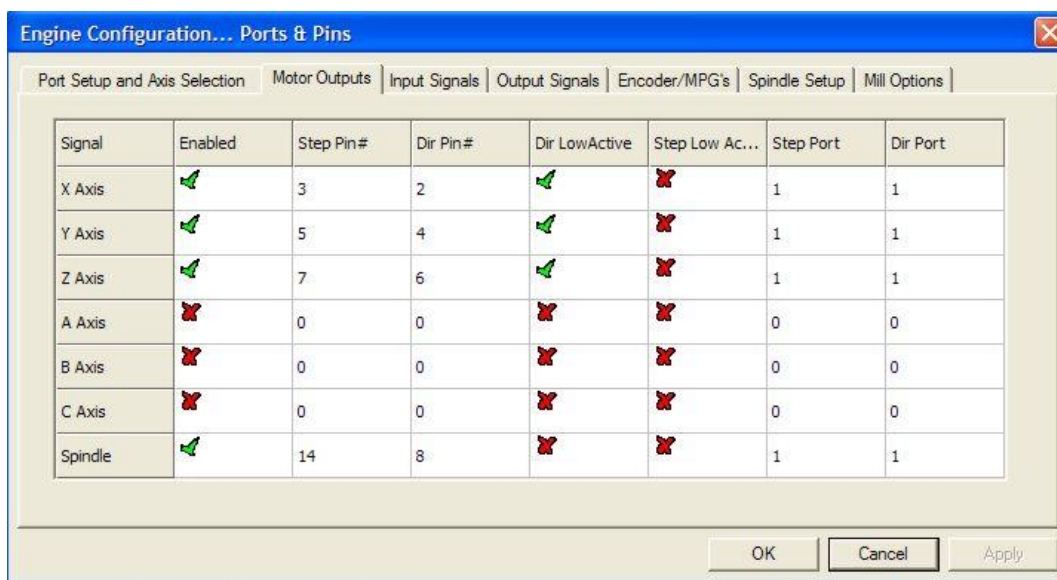 Engine Configuration... Ports & Pins
Port Setup and Axis Selection Motor Outputs Input Signals Output Signals Encoder/MPG's Spindle Setup Mill Options
Signal Enabled Step Pin# Dir Pin# Dir LowActive Step Low Ac... Step Port Dir Port
X Axis 3 2 1 1
Y Axis 5 4 1 1
Z Axis 7 6 1 1
A Axis 0 0 0 0
B Axis 0 0 0 0
C Axis 0 0 0 0
Spindle 14 8 1 1
OK Cancel Apply